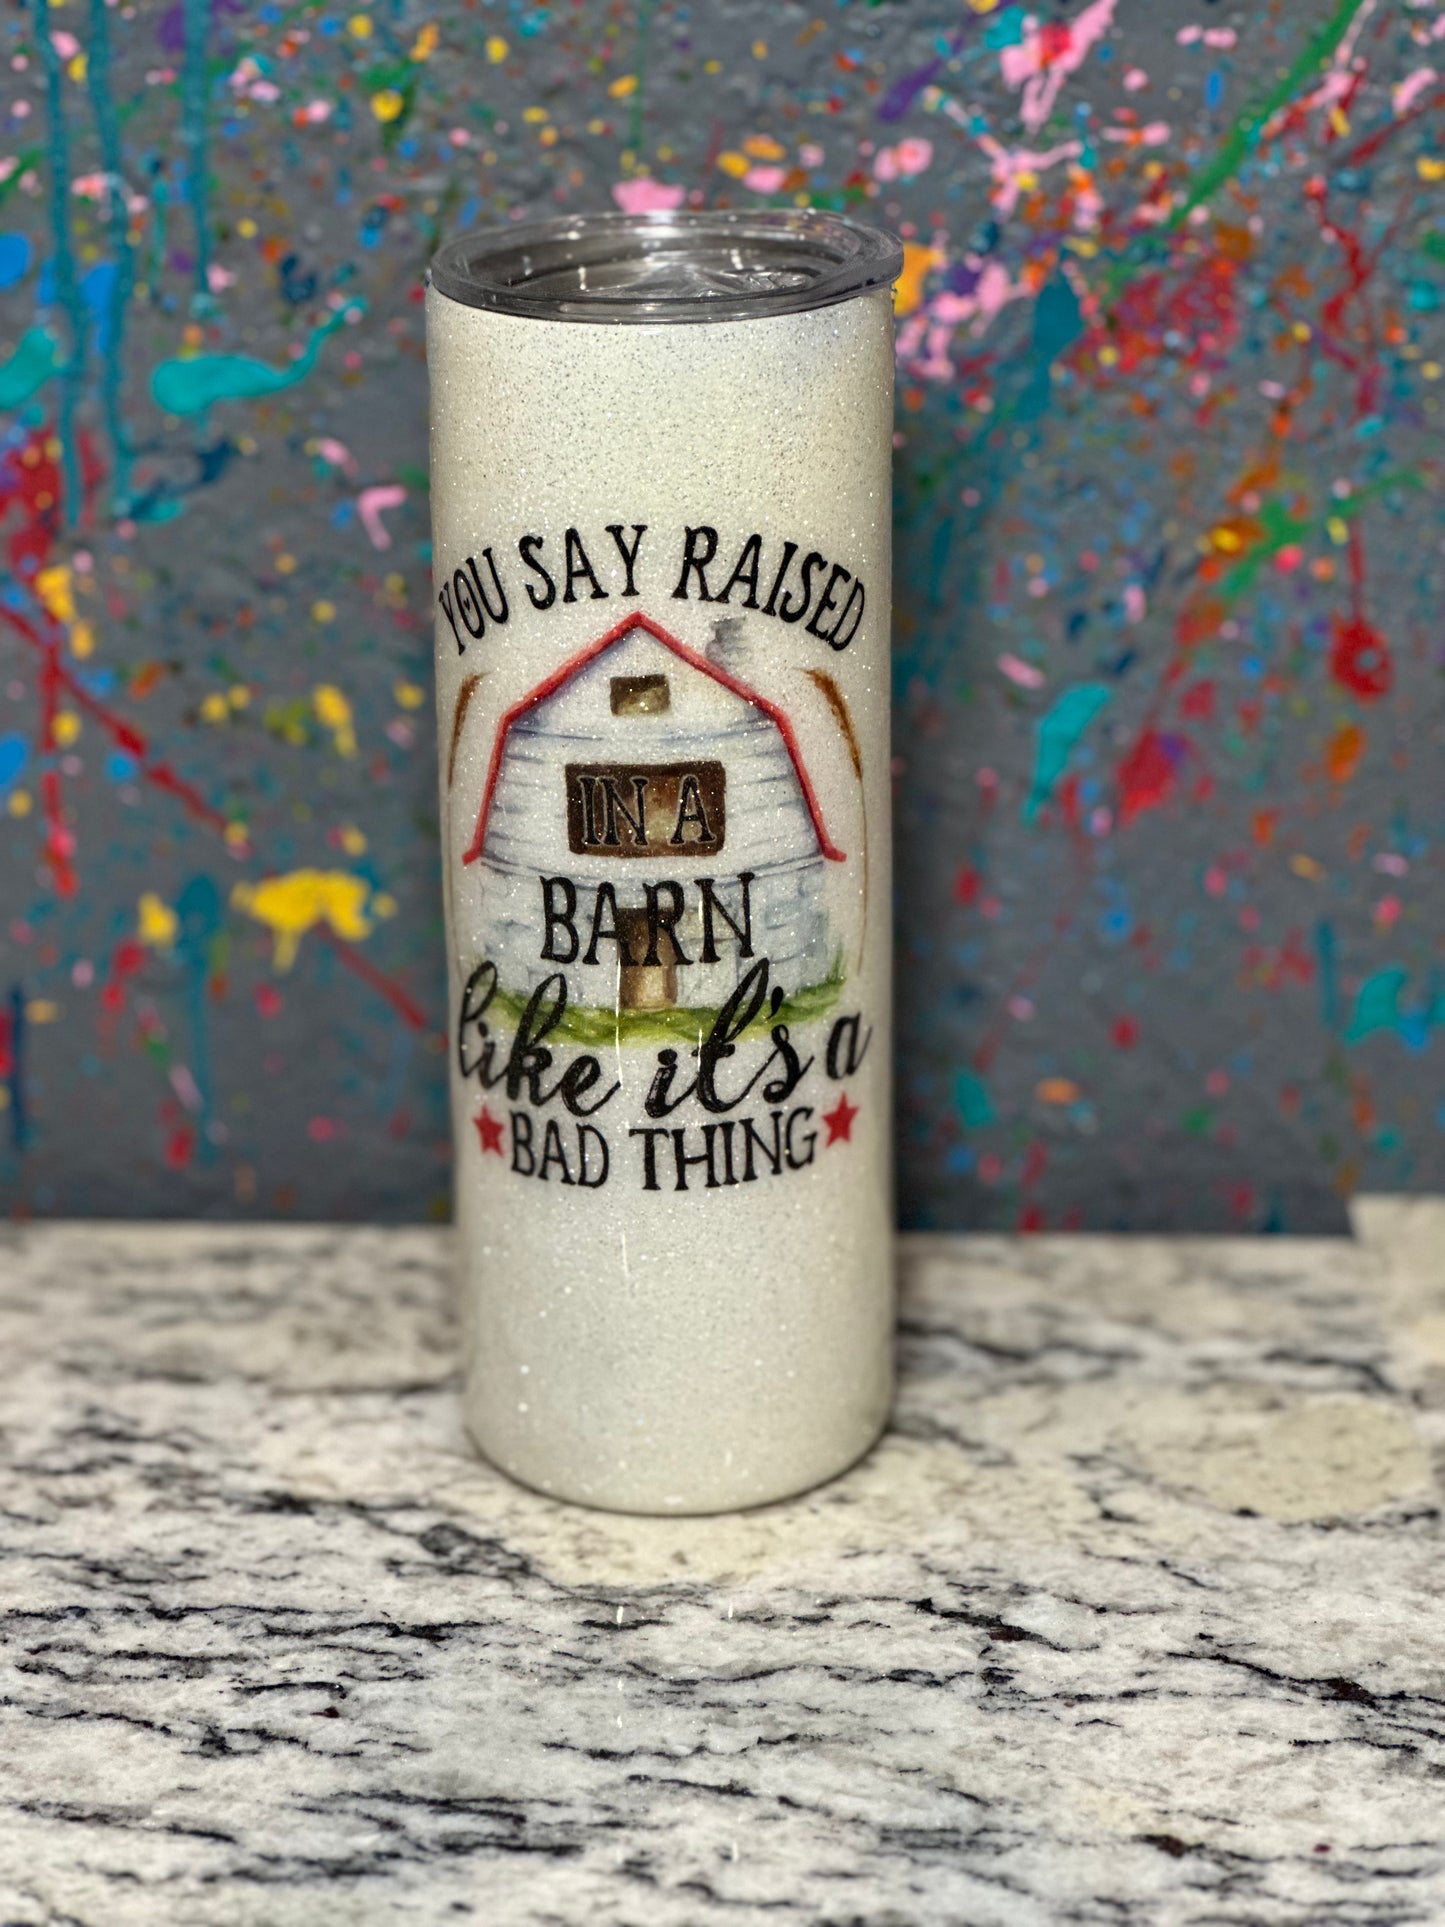 YOU SAY RAISED
IN A
BARN
like it's a
BAD THING